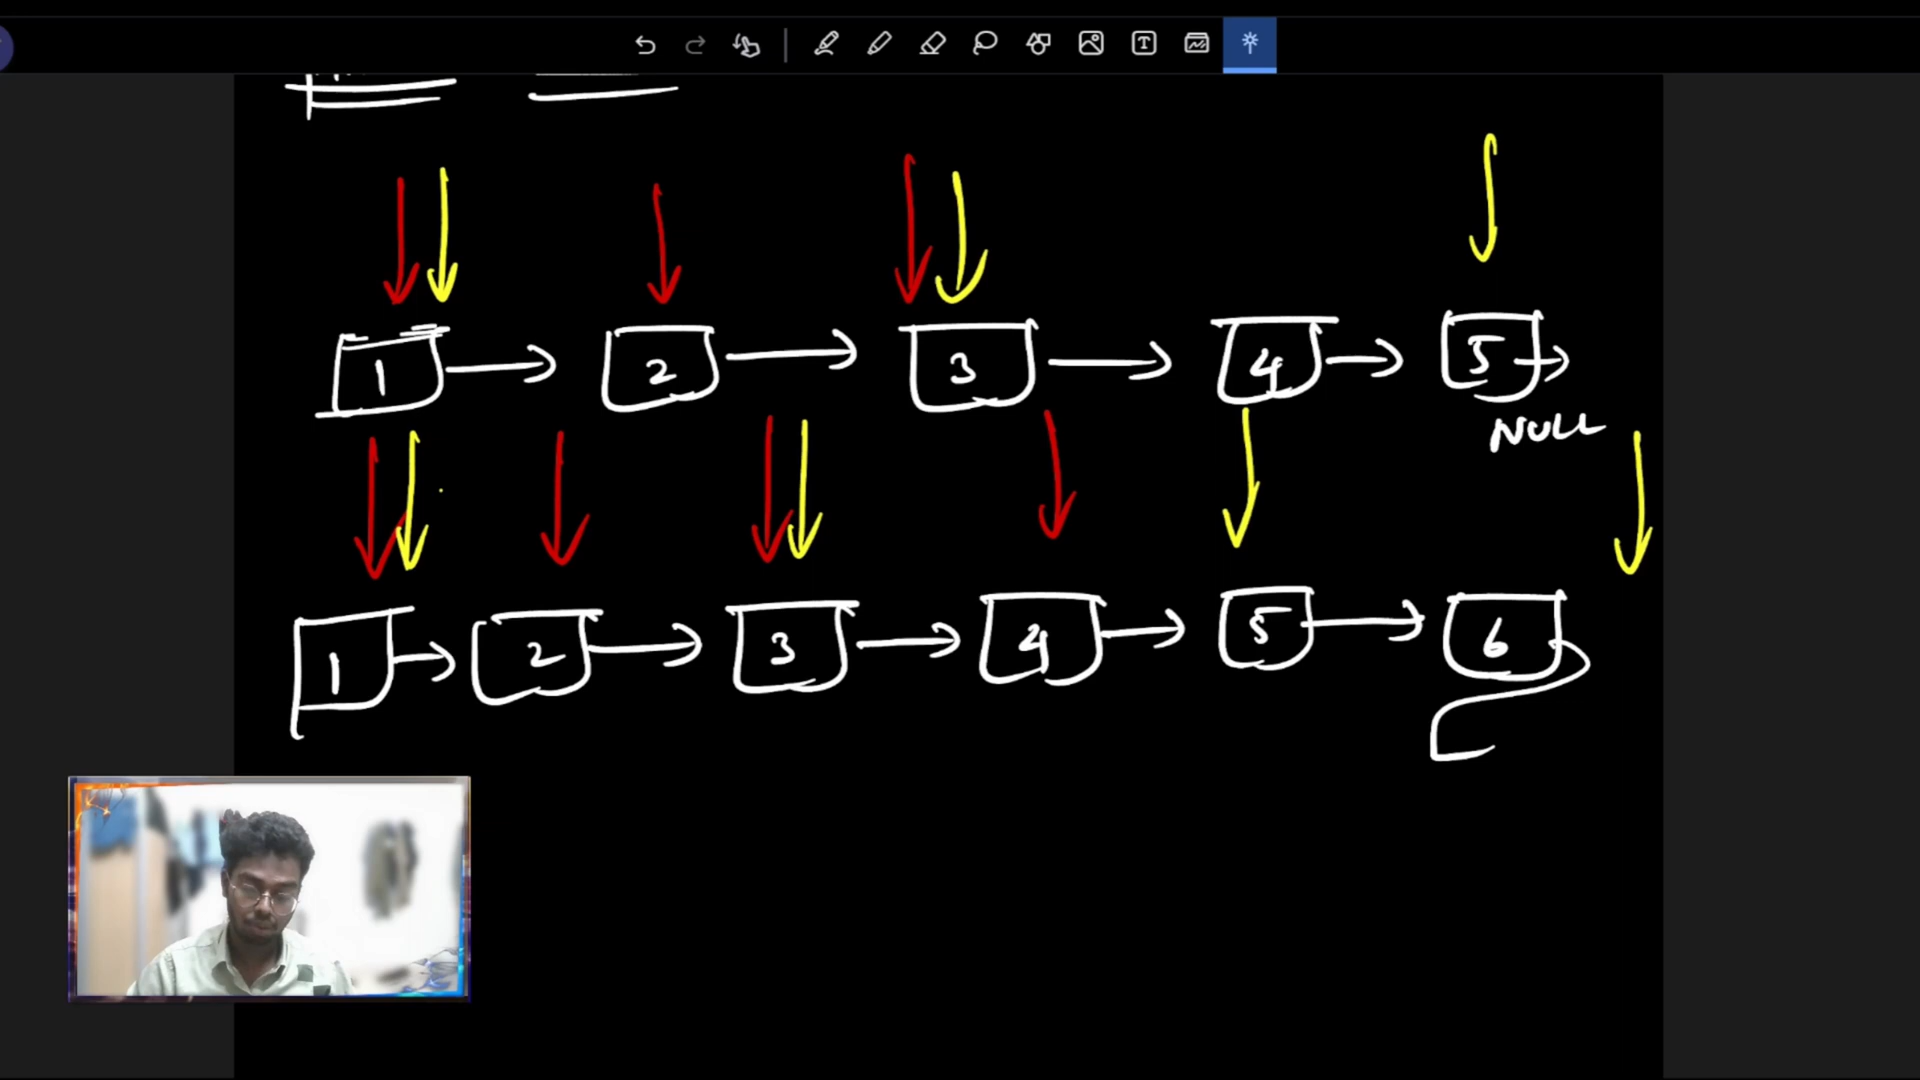 1 → 2 → 3 → 4 → 5 →
NULL
1 → 2 → 3 → 4 → 5 → 6